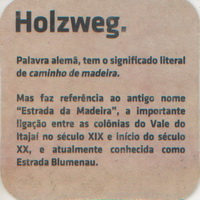 Holzweg.
Palavra alemã, tem o significado literal
de caminho de madeira.
Mas faz referência ao antigo nome
"Estrada da Madeira", a importante
ligação entre as colônias do Vale do
Itajaí no século XIX e início do século
XX, e atualmente conhecida como
Estrada Blumenau.